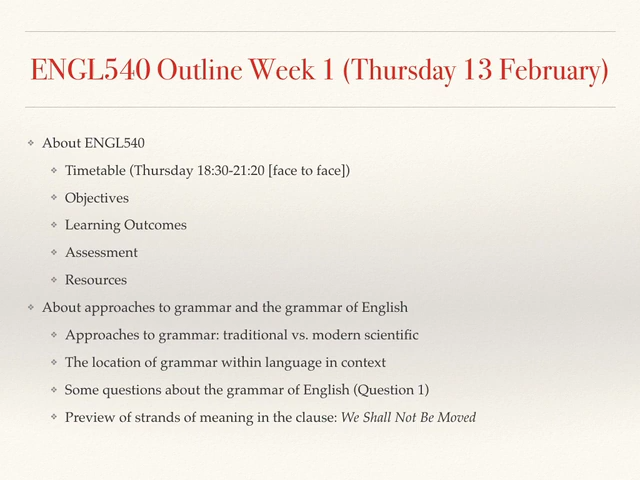 ENGL540 Outline Week 1 (Thursday 13 February)
About ENGL540
Timetable (Thursday 18:30-21:20 [face to face])
Objectives
Learning Outcomes
Assessment
Resources
About approaches to grammar and the grammar of English
Approaches to grammar: traditional vs. modern scientific
The location of grammar within language in context
Some questions about the grammar of English (Question 1)
Preview of strands of meaning in the clause: We Shall Not Be Moved